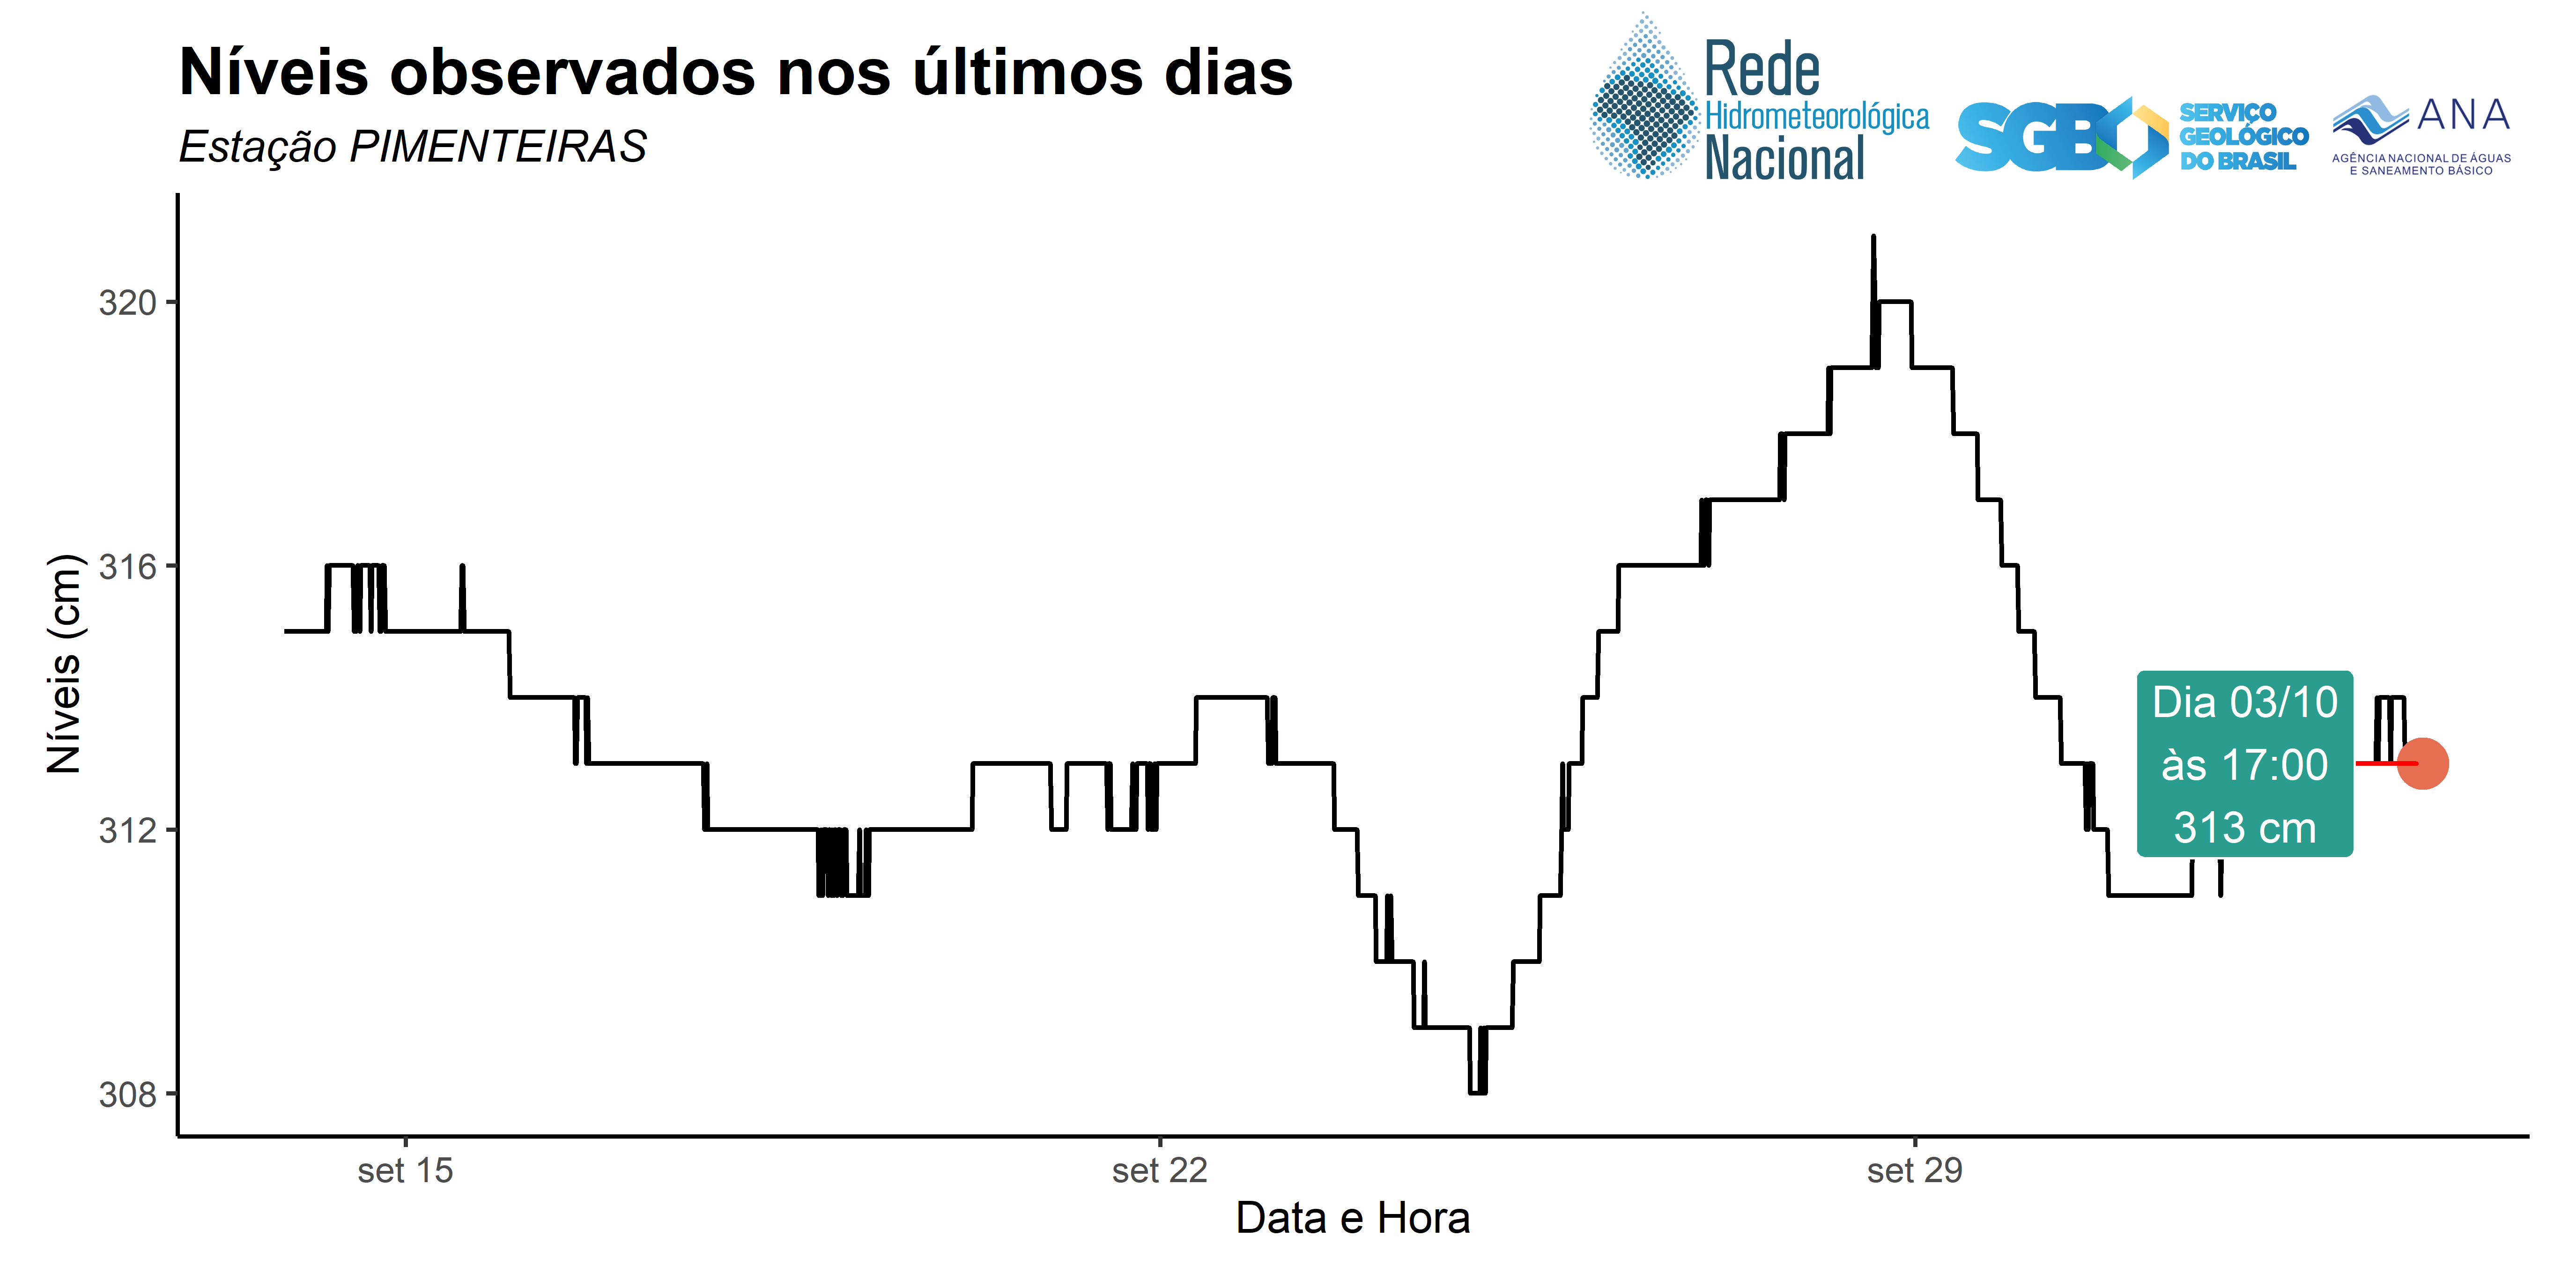 Níveis observados nos últimos dias
Estação PIMENTEIRAS
Rede
Hidrometeorológica
Nacional
SGB
SERVIÇO
GEOLÓGICO
DO BRASIL
ANA
AGÊNCIA NACIONAL DE ÁGUAS
E SANEAMENTO BÁSICO
Níveis (cm)
320
316
312
308
Dia 03/10
às 17:00
313 cm
set 15
set 22
set 29
Data e Hora